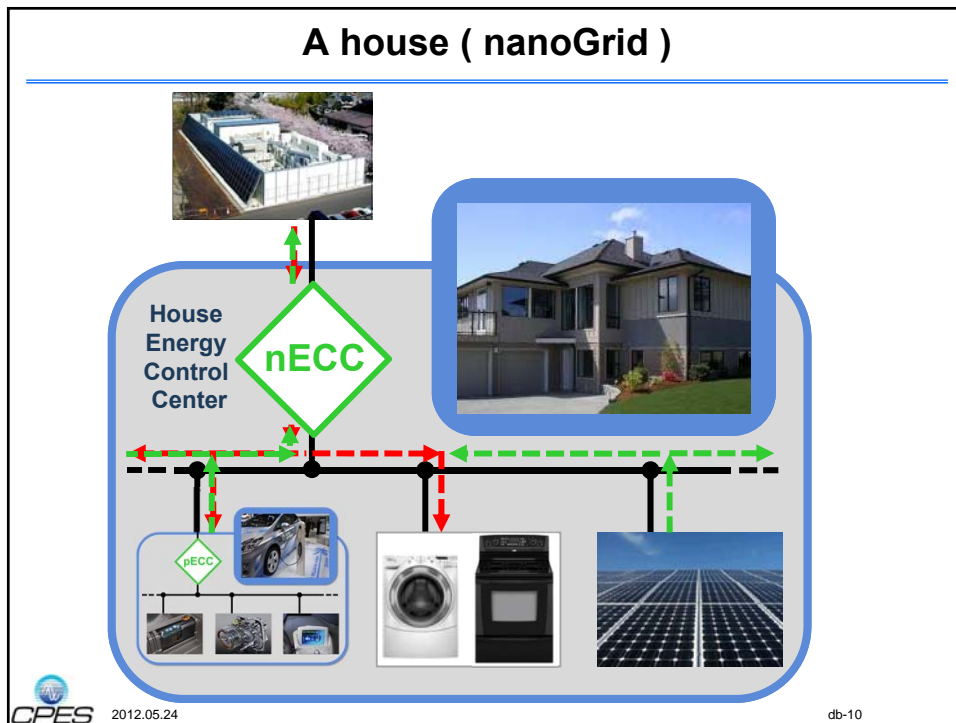 A house ( nanoGrid )
House
Energy
Control
Center
nECC
pECC
CPES
2012.05.24
db-10